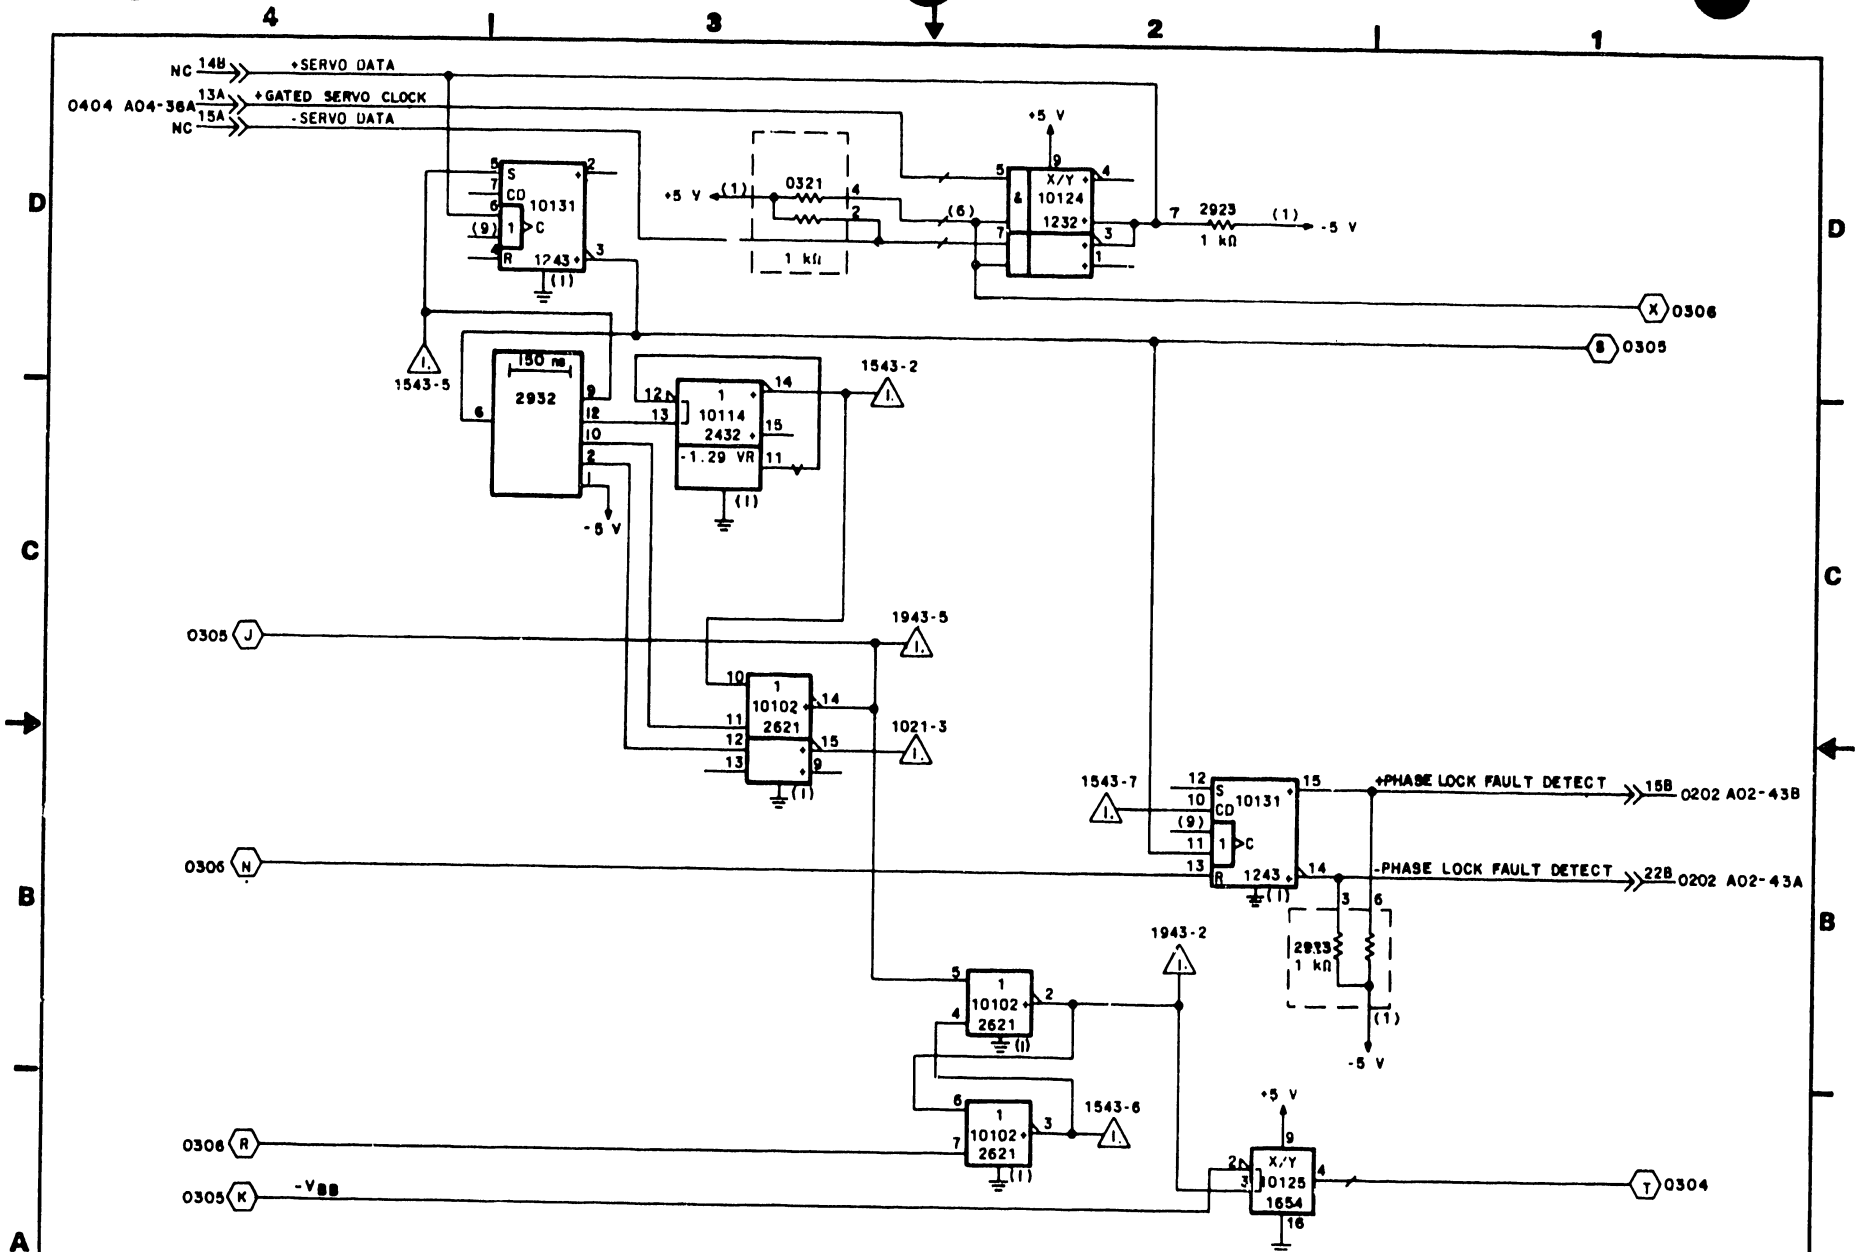 4 3 2 1
NC 14B +SERVO DATA
0404 A04-36A 13A +GATED SERVO CLOCK
NC 15A -SERVO DATA
D
D
5 S 2
7 CD
10131
6
(9) 1 C
R 1243 3
(1)
+5 V (1) 0321 4
2
1 kΩ
+5 V
9
5 X/Y 4
& 10124
(6) 1232
7 3
1
7 2923 (1) -5 V
1 kΩ
X 0306
0305
1.
1543-5
150 ns
2932
6
9
12
10
2
1
-5 V
12 1 14
13 10114
2432 15
-1.29 VR 11
(1)
1543-2
1.
C
C
0305 J
1943-5
1.
10 1
10102 14
11 2621
12 15
13 9
(1)
1021-3
1.
1543-7
1.
12 S 15
10 CD 10131
(9)
11 1 C
13 R 1243 14
(1)
+PHASE LOCK FAULT DETECT 15B 0202 A02-43B
-PHASE LOCK FAULT DETECT 22B 0202 A02-43A
3 6
1 kΩ
(1)
-5 V
0306 N
B
B
1943-2
1.
5 1
10102 2
4 2621
(1)
6 1
10102 3
7 2621
(1)
1543-6
1.
0306 R
0305 K -VBB
+5 V
9
2 X/Y 4
3 10125
1654
16
T 0304
A